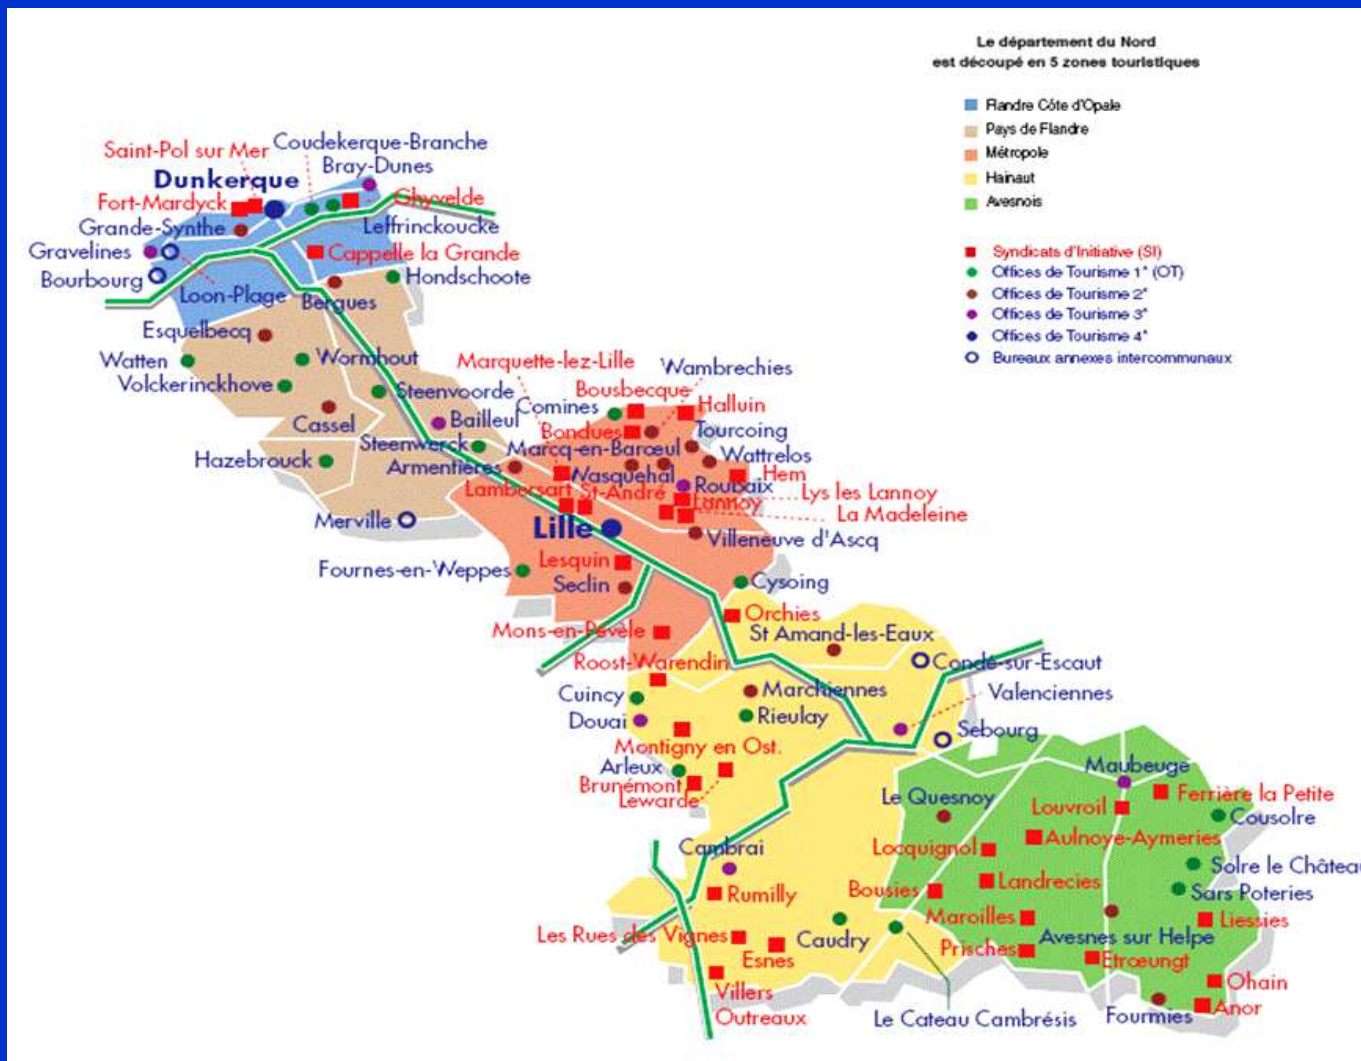 Le département du Nord
est découpé en 5 zones touristiques
Flandre Côte d'Opale
Pays de Flandre
Métropole
Hainaut
Avesnois
Syndicats d'Initiative (SI)
Offices de Tourisme 1* (OT)
Offices de Tourisme 2*
Offices de Tourisme 3*
Offices de Tourisme 4*
Bureaux annexes intercommunaux
Coudekerque-Branche
Saint-Pol sur Mer
Bray-Dunes
Dunkerque
Fort-Mardyck
Ghyvelde
Grande-Synthe
Leffrinckoucke
Gravelines
Cappelle la Grande
Bourbourg
Hondschoote
Loon-Plage
Bergues
Esquelbecq
Watten
Wormhout
Marquette-lez-Lille
Wambrechies
Volckerinckhove
Steenvoorde
Bousbecque
Comines
Halluin
Cassel
Bailleul
Bondues
Tourcoing
Steenwerck
Marcq-en-Barœul
Wattrelos
Hazebrouck
Armentières
Wasquehal
Hem
Roubaix
Lambersart
St-André
Lys les Lannoy
Lannoy
La Madeleine
Merville
Lille
Villeneuve d'Ascq
Lesquin
Fournes-en-Weppes
Seclin
Cysoing
Orchies
Mons-en-Pévèle
St Amand-les-Eaux
Roost-Warendin
Condé-sur-Escaut
Cuincy
Marchiennes
Valenciennes
Douai
Rieulay
Sebourg
Montigny en Ost.
Arleux
Maubeuge
Brunémont
Lewarde
Le Quesnoy
Ferrière la Petite
Louvroil
Cousolre
Aulnoye-Aymeries
Cambrai
Locquignol
Solre le Château
Rumilly
Bousies
Landrecies
Sars Poteries
Maroilles
Liessies
Les Rues des Vignes
Caudry
Avesnes sur Helpe
Esnes
Prisches
Etrœungt
Villers
Outreaux
Ohain
Le Cateau Cambrésis
Fourmies
Anor